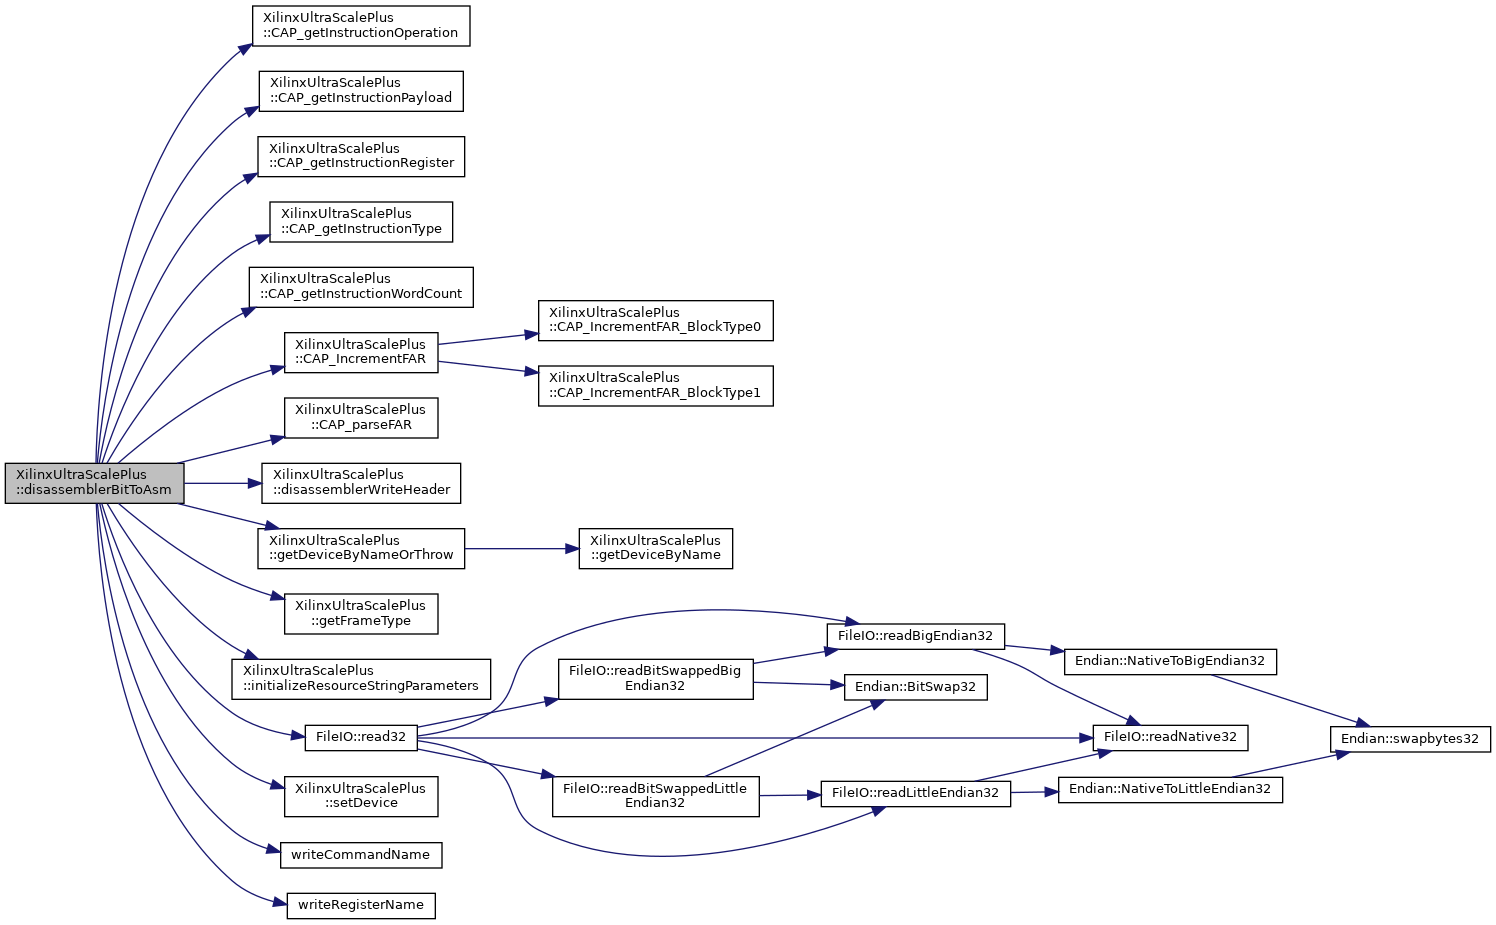 XilinxUltraScalePlus
::CAP_getInstructionOperation
XilinxUltraScalePlus
::CAP_getInstructionPayload
XilinxUltraScalePlus
::CAP_getInstructionRegister
XilinxUltraScalePlus
::CAP_getInstructionType
XilinxUltraScalePlus
::CAP_getInstructionWordCount
XilinxUltraScalePlus
::CAP_IncrementFAR_BlockType0
XilinxUltraScalePlus
::CAP_IncrementFAR
XilinxUltraScalePlus
::CAP_IncrementFAR_BlockType1
XilinxUltraScalePlus
::CAP_parseFAR
XilinxUltraScalePlus
::disassemblerBitToAsm
XilinxUltraScalePlus
::disassemblerWriteHeader
XilinxUltraScalePlus
::getDeviceByNameOrThrow
XilinxUltraScalePlus
::getDeviceByName
XilinxUltraScalePlus
::getFrameType
XilinxUltraScalePlus
::initializeResourceStringParameters
FileIO::read32
FileIO::readBitSwappedBig
Endian32
FileIO::readBigEndian32
Endian::BitSwap32
Endian::NativeToBigEndian32
FileIO::readNative32
Endian::swapbytes32
FileIO::readBitSwappedLittle
Endian32
FileIO::readLittleEndian32
Endian::NativeToLittleEndian32
XilinxUltraScalePlus
::setDevice
writeCommandName
writeRegisterName